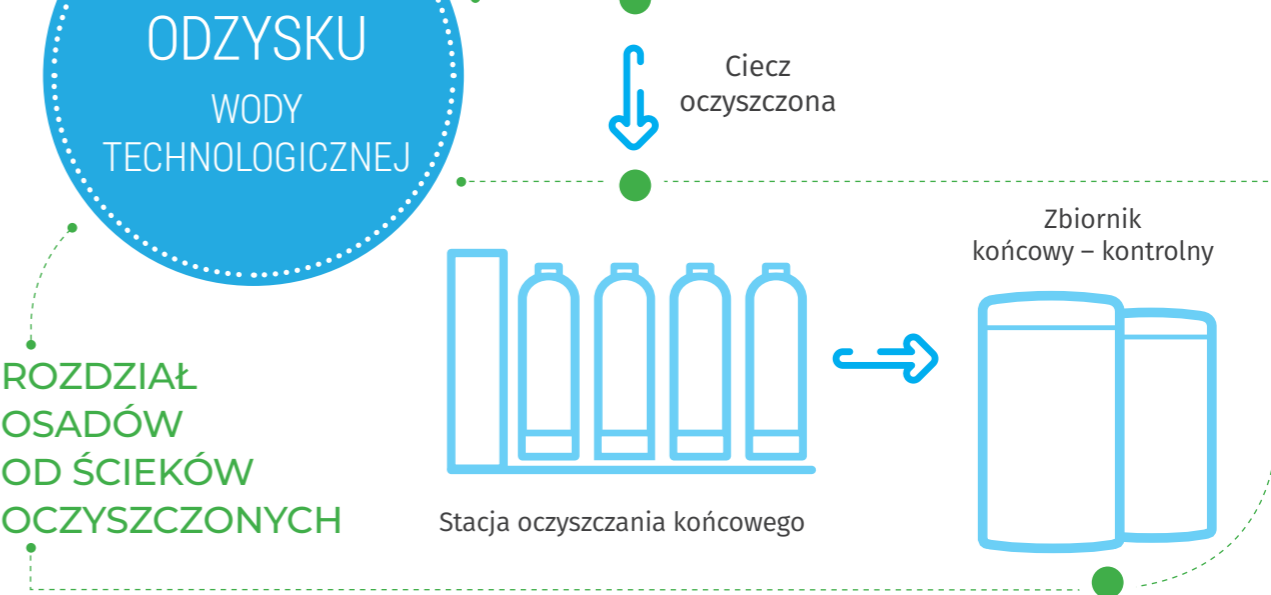 ODZYSKU
WODY
TECHNOLOGICZNEJ
Ciecz
oczyszczona
Zbiornik
końcowy – kontrolny
ROZDZIAŁ
OSADÓW
OD ŚCIEKÓW
OCZYSZCZONYCH
Stacja oczyszczania końcowego